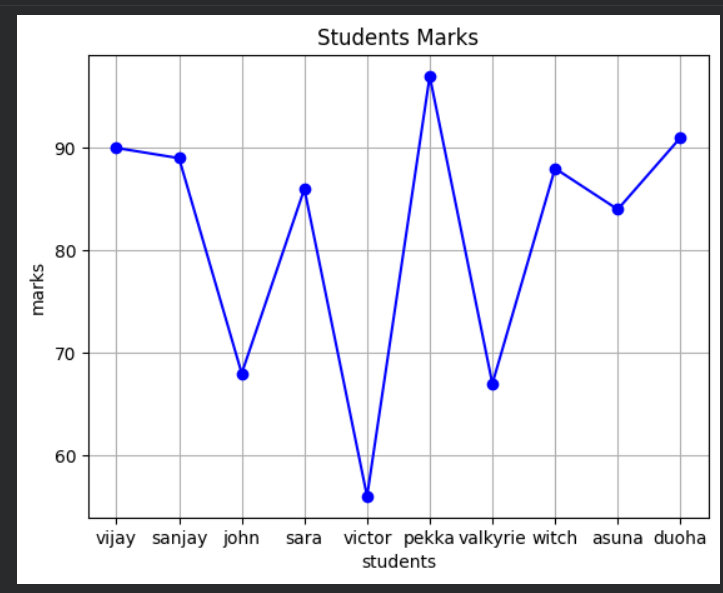 Students Marks
90
80
70
60
marks
vijay sanjay john sara victor pekka valkyrie witch asuna duoha
students